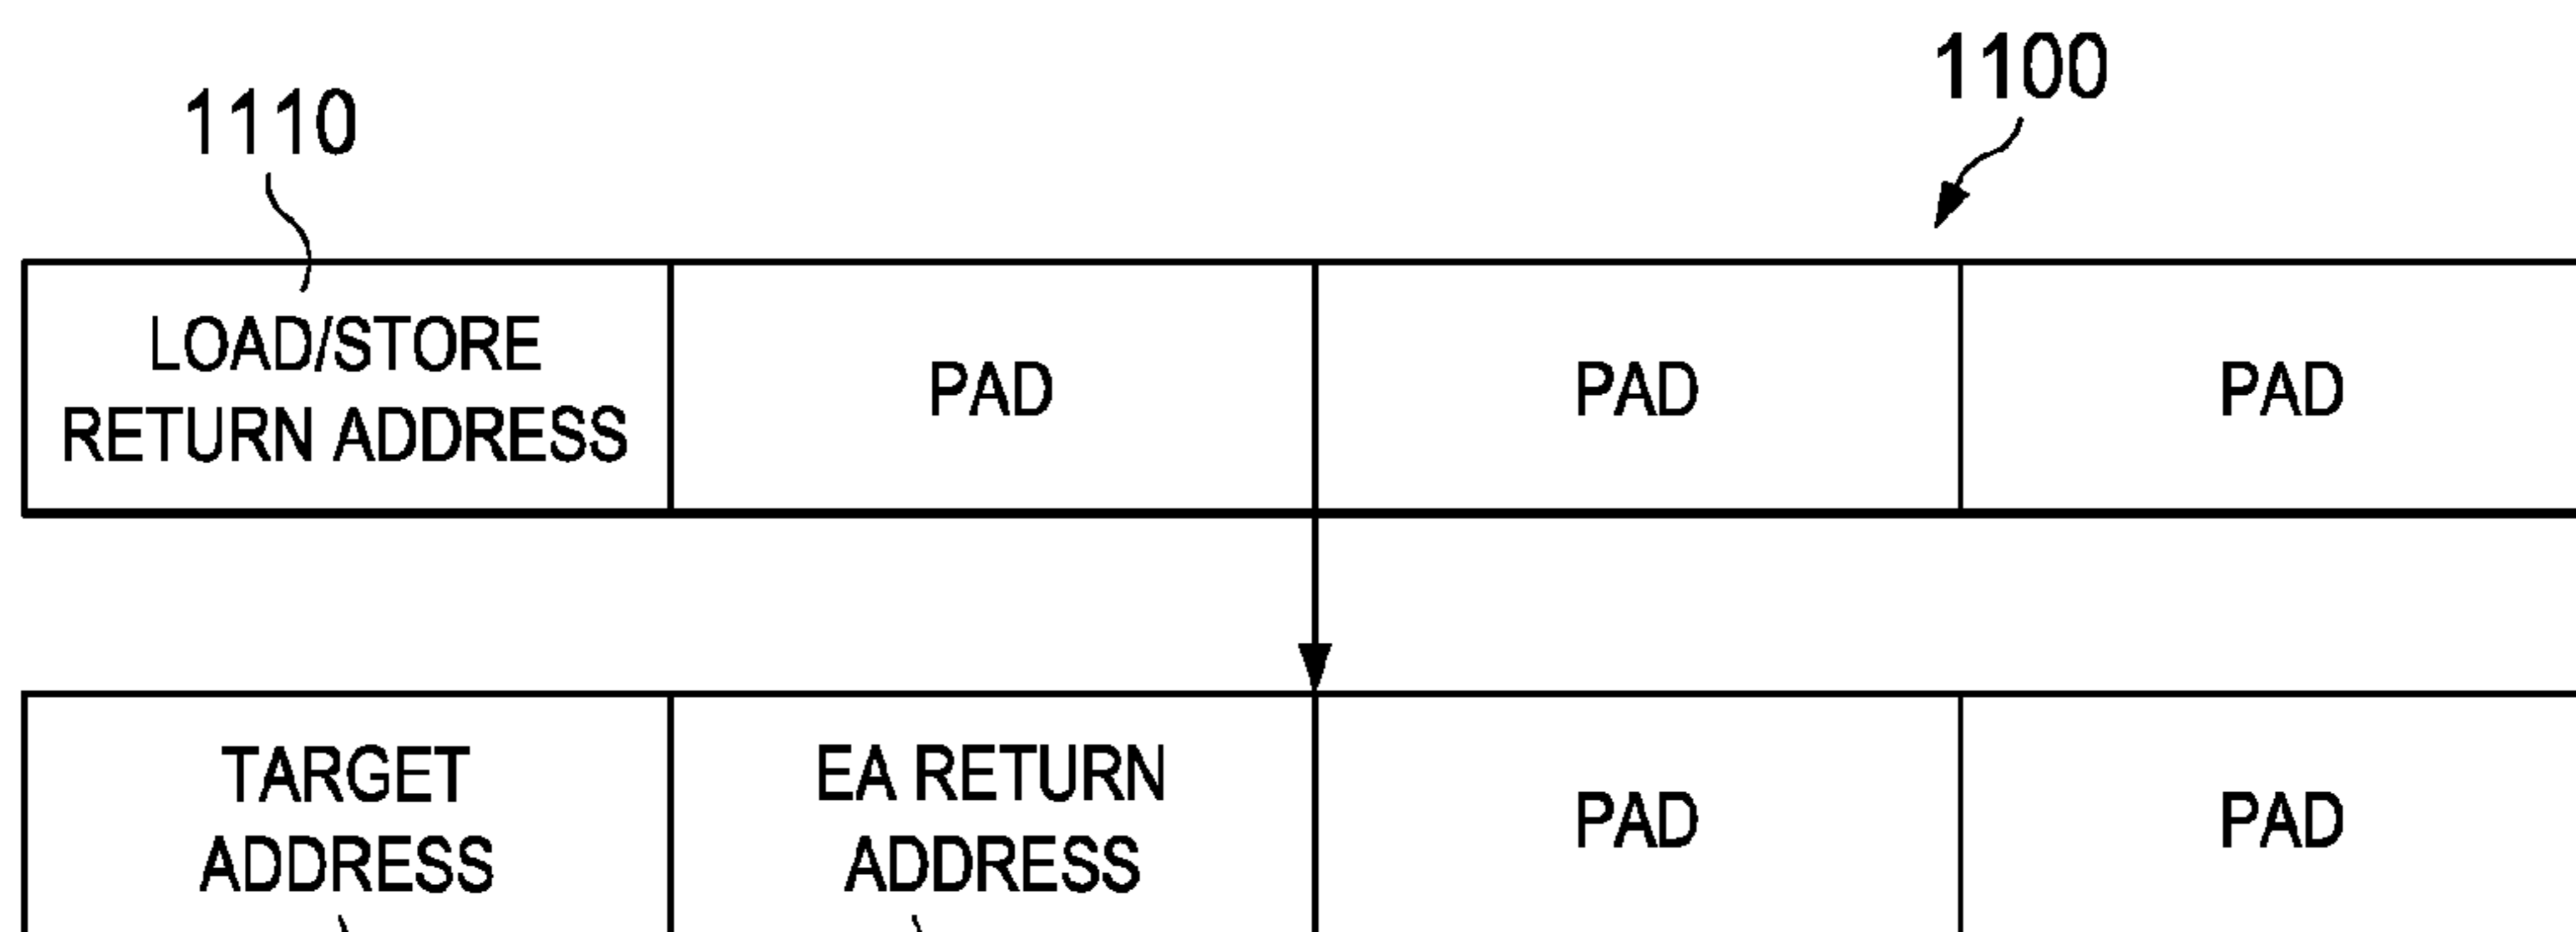 1100
1110
LOAD/STORE
RETURN ADDRESS
PAD
PAD
PAD
TARGET
ADDRESS
EA RETURN
ADDRESS
PAD
PAD